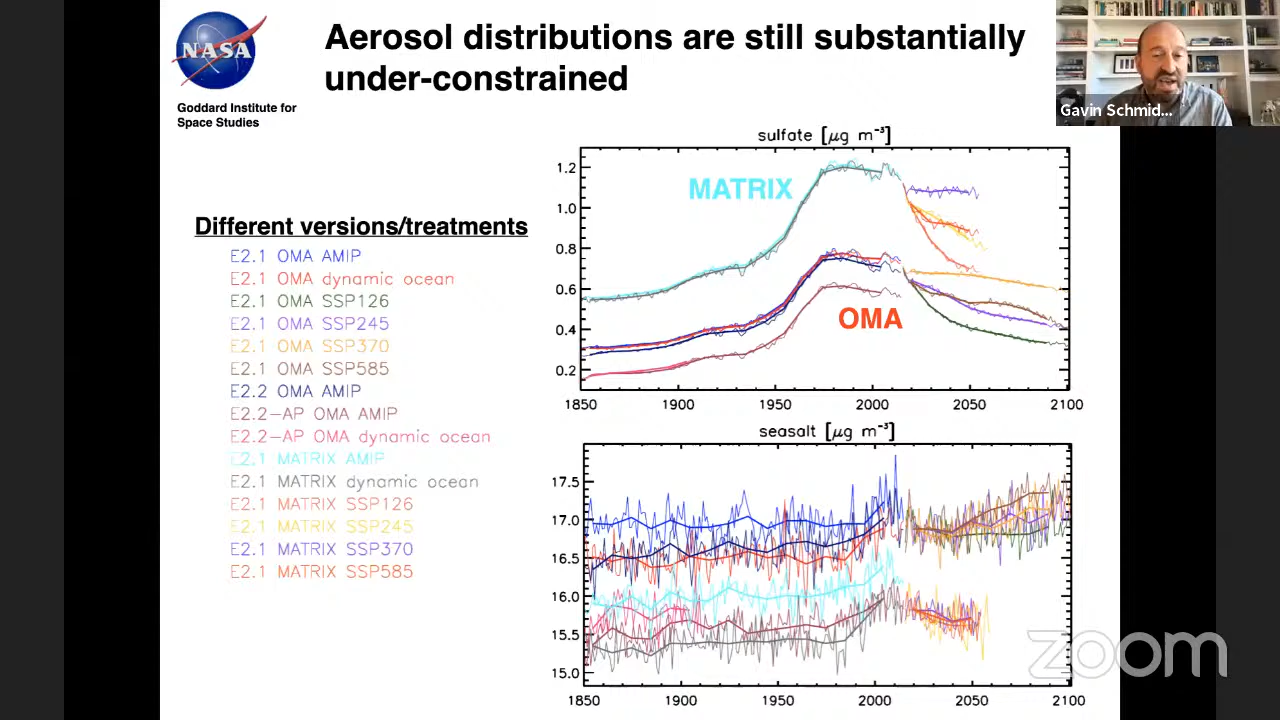 NASA
Goddard Institute for
Space Studies
Aerosol distributions are still substantially
under-constrained
Gavin Schmid...
Different versions/treatments
E2.1 OMA AMIP
E2.1 OMA dynamic ocean
E2.1 OMA SSP126
E2.1 OMA SSP245
E2.1 OMA SSP370
E2.1 OMA SSP585
E2.2 OMA AMIP
E2.2-AP OMA AMIP
E2.2-AP OMA dynamic ocean
E2.1 MATRIX AMIP
E2.1 MATRIX dynamic ocean
E2.1 MATRIX SSP126
E2.1 MATRIX SSP245
E2.1 MATRIX SSP370
E2.1 MATRIX SSP585
sulfate [μg m⁻³]
1.2
1.0
0.8
0.6
0.4
0.2
MATRIX
OMA
1850 1900 1950 2000 2050 2100
seasalt [μg m⁻³]
17.5
17.0
16.5
16.0
15.5
15.0
1850 1900 1950 2000 2050 2100
zoom